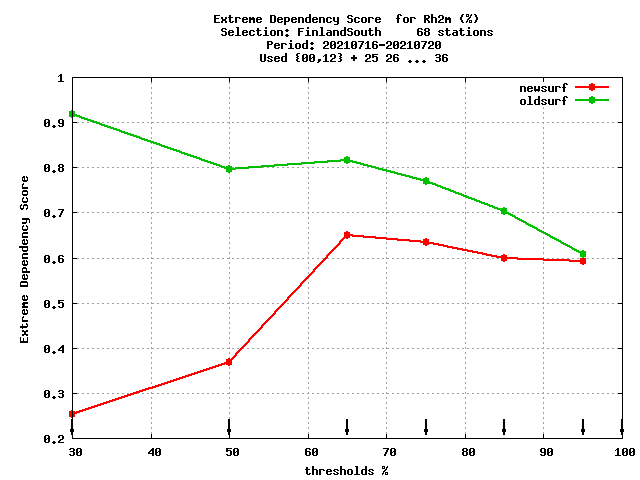 Extreme Dependency Score  for Rh2m (%)
Selection: FinlandSouth     68 stations
Period: 20210716-20210720
Used {00,12} + 25 26 ... 36
newsurf
oldsurf
Extreme Dependency Score
1
0.9
0.8
0.7
0.6
0.5
0.4
0.3
0.2
30 40 50 60 70 80 90 100
thresholds %